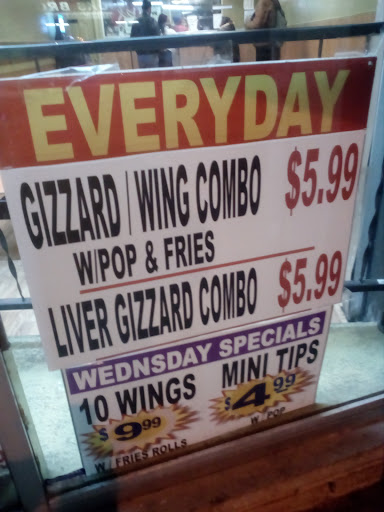 EVERYDAY
GIZZARD | WING COMBO $5.99
W/POP & FRIES
LIVER GIZZARD COMBO $5.99
WEDNSDAY SPECIALS
10 WINGS MINI TIPS
$9.99 $4.99
W/FRIES ROLLS W/ POP